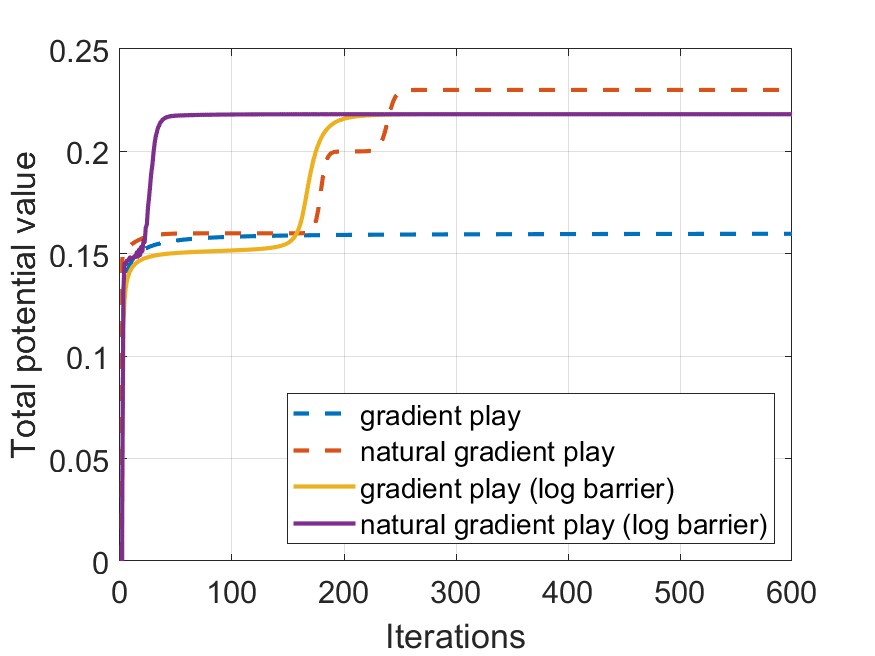 0.25
0.2
0.15
0.1
0.05
0
Total potential value
gradient play
natural gradient play
gradient play (log barrier)
natural gradient play (log barrier)
0 100 200 300 400 500 600
Iterations